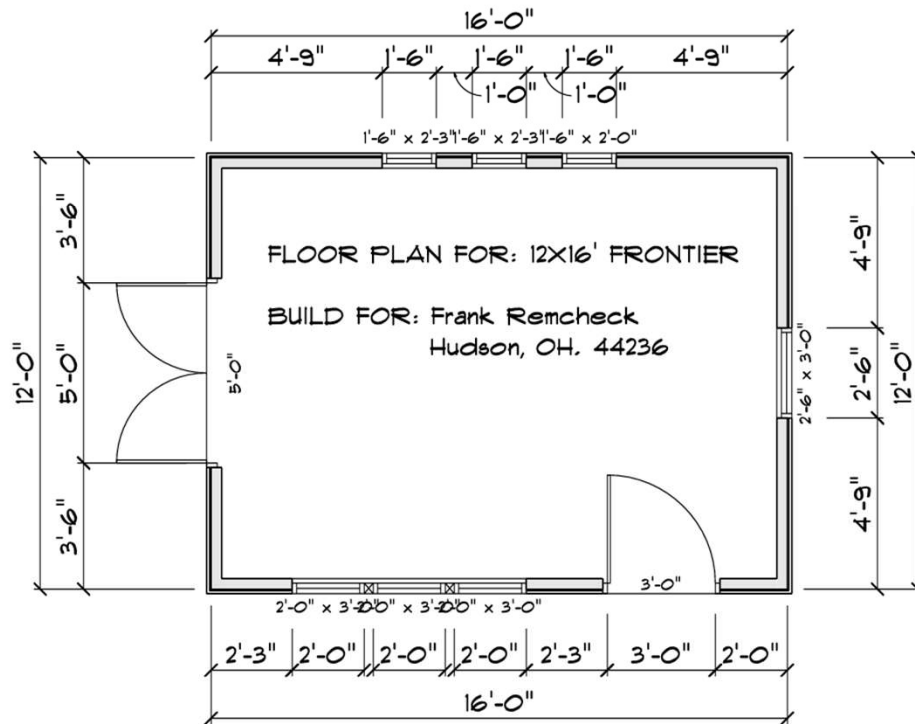 16'-0"
4'-9" 1'-6" 1'-6" 1'-6" 4'-9"
1'-0" 1'-0"
1'-6" x 2'-3" 1'-6" x 2'-3" 1'-6" x 2'-0"
12'-0"
3'-6"
5'-0"
3'-6"
5'-0"
FLOOR PLAN FOR: 12X16' FRONTIER
BUILD FOR: Frank Remcheck
Hudson, OH. 44236
2'-6" x 3'-0"
4'-9"
2'-6"
4'-9"
12'-0"
3'-0"
2'-0" x 3'-0" 2'-0" x 3'-0" 2'-0" x 3'-0"
2'-3" 2'-0" 2'-0" 2'-0" 2'-3" 3'-0" 2'-0"
16'-0"